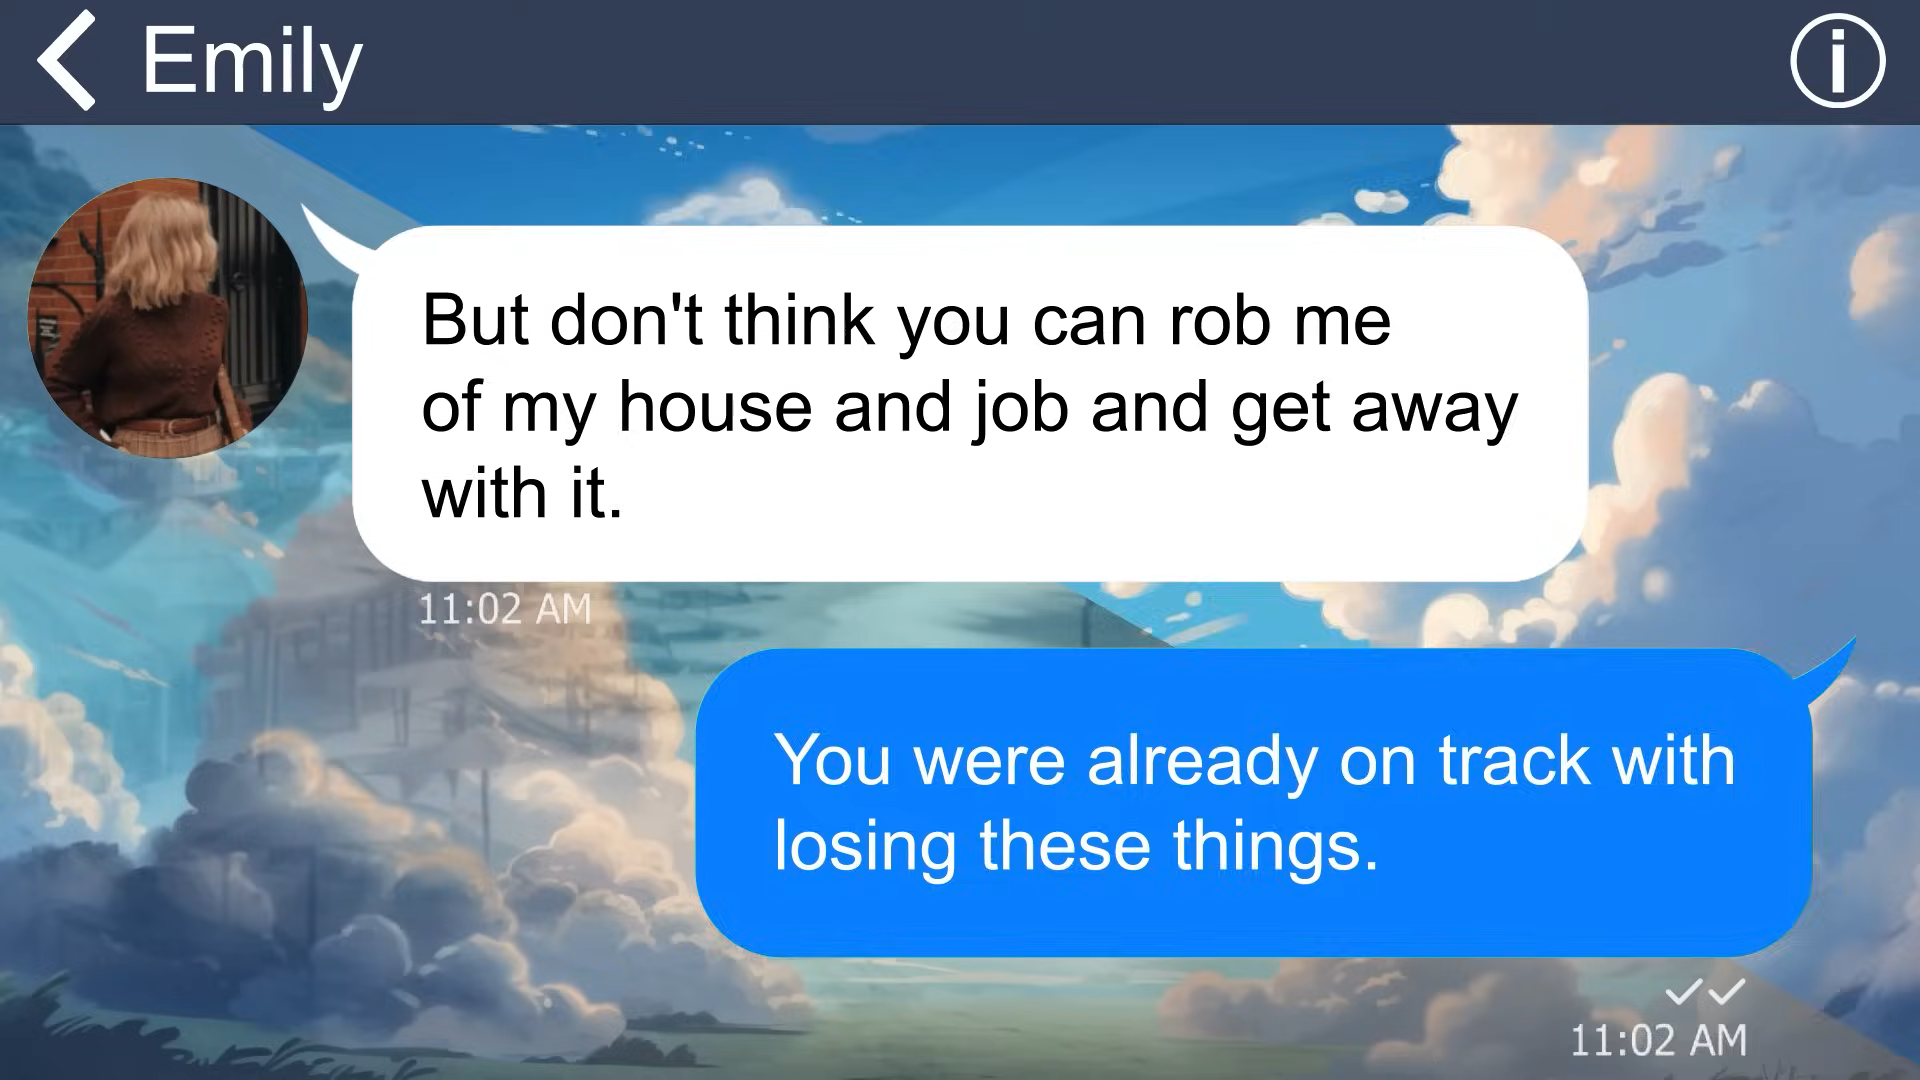 Emily
But don't think you can rob me
of my house and job and get away
with it.
11:02 AM
You were already on track with
losing these things.
11:02 AM